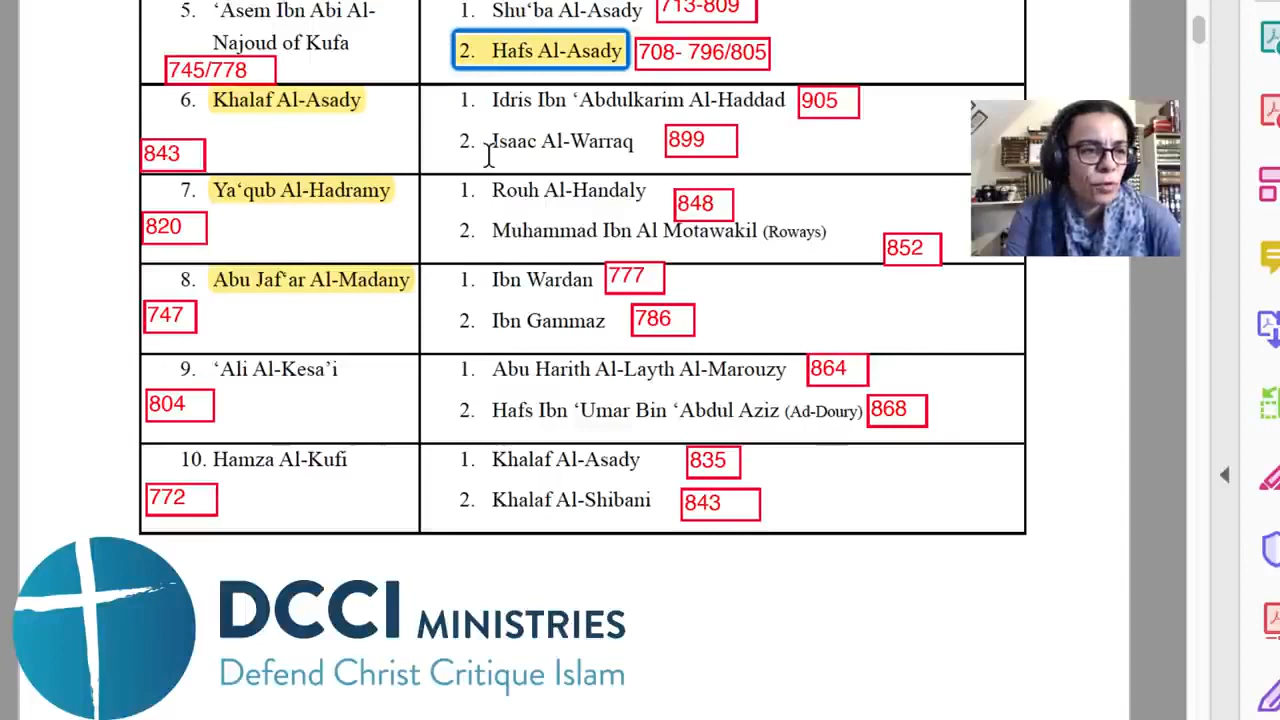 5. ‘Asem Ibn Abi Al-Najoud of Kufa
745/778
1. Shu‘ba Al-Asady 713-809
2. Hafs Al-Asady 708- 796/805
6. Khalaf Al-Asady
843
1. Idris Ibn ‘Abdulkarim Al-Haddad 905
2. Isaac Al-Warraq 899
7. Ya‘qub Al-Hadramy
820
1. Rouh Al-Handaly 848
2. Muhammad Ibn Al Motawakil (Roways) 852
8. Abu Jaf‘ar Al-Madany
747
1. Ibn Wardan 777
2. Ibn Gammaz 786
9. ‘Ali Al-Kesa’i
804
1. Abu Harith Al-Layth Al-Marouzy 864
2. Hafs Ibn ‘Umar Bin ‘Abdul Aziz (Ad-Doury) 868
10. Hamza Al-Kufi
772
1. Khalaf Al-Asady 835
2. Khalaf Al-Shibani 843
DCCI MINISTRIES
Defend Christ Critique Islam